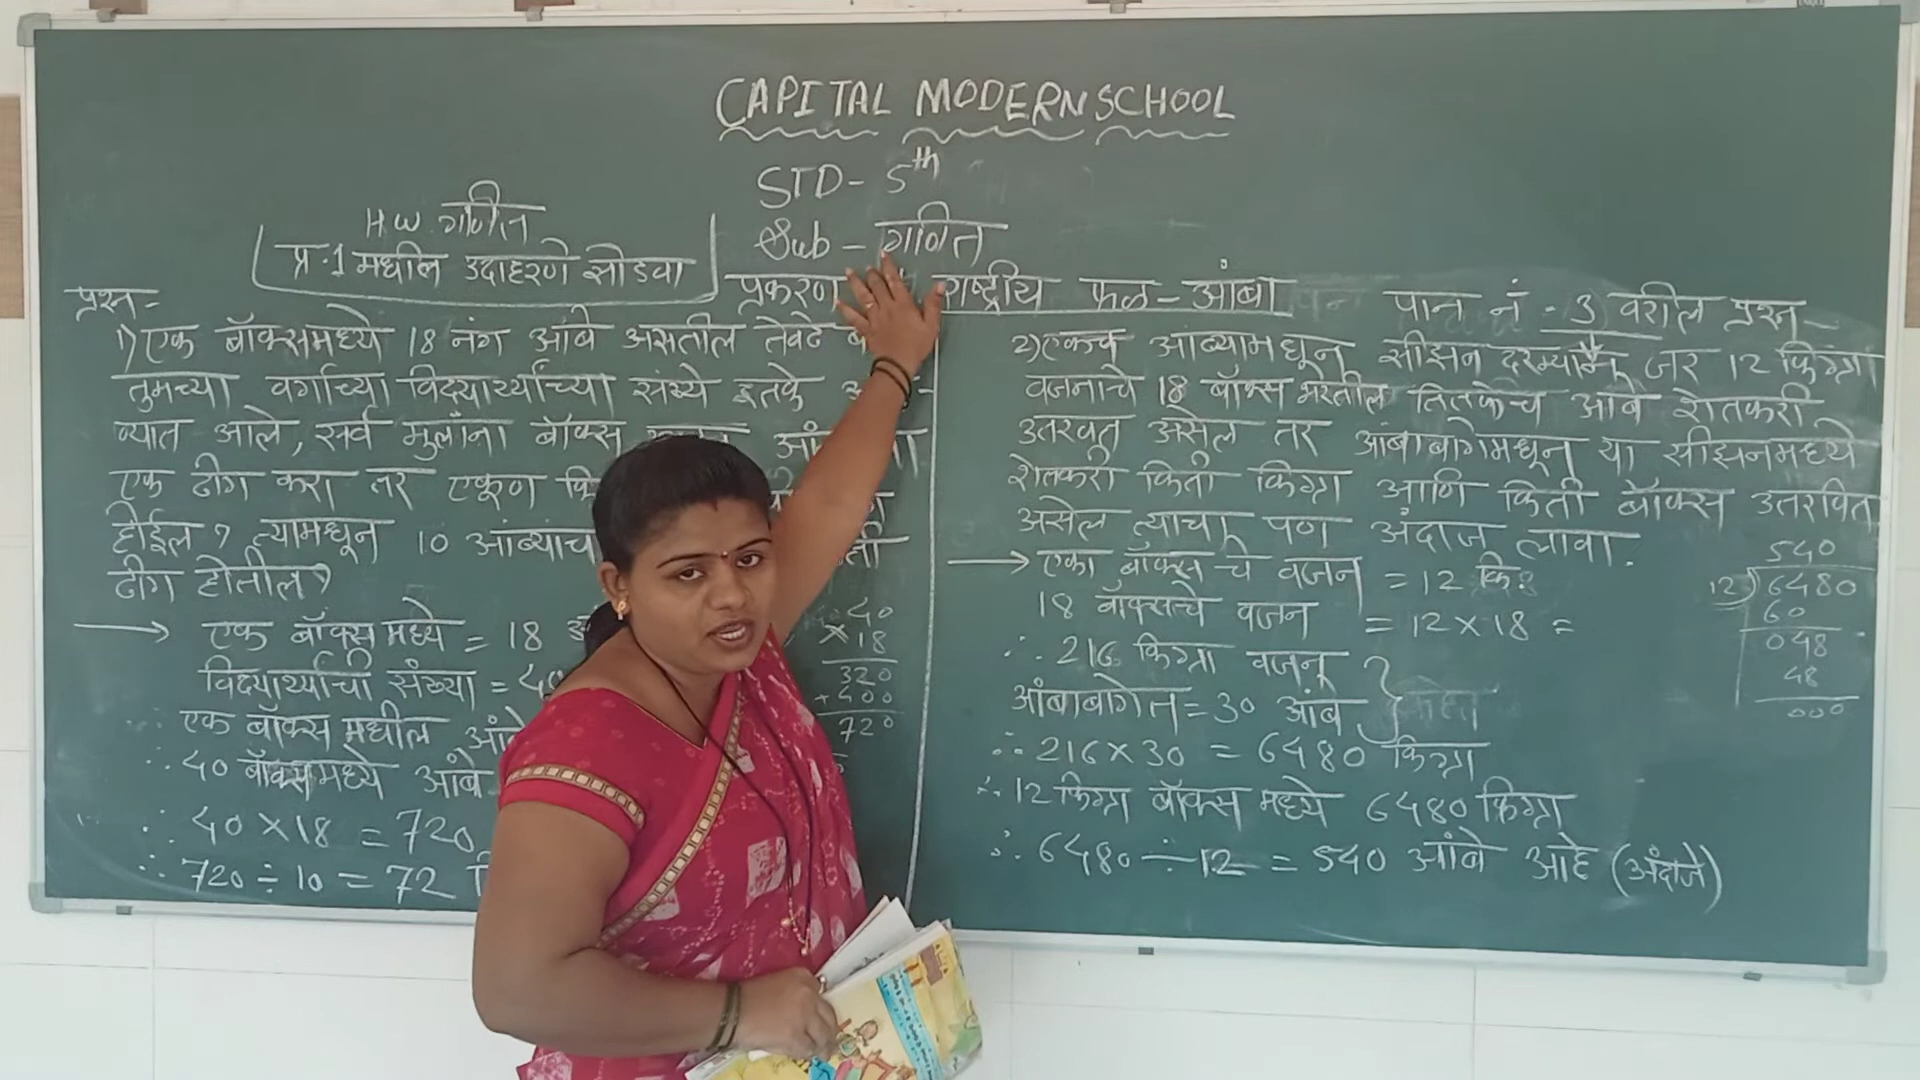 CAPITAL MODERN SCHOOL
STD- 5th
Sub - गणित
H.W. गणित
प्र.1 मधील उदाहरणे सोडवा
प्रकरण राष्ट्रीय फळ - आंबा
प्रश्न-
1) एक बॉक्समध्ये 18 नंग आंबे असतील तेवढे
तुमच्या वर्गाच्या विद्यार्थ्यांच्या संख्ये इतके
ण्यात आले, सर्व मुलांना बॉक्स
एक ढीग करा तर एकूण
होईल? त्यामधून 10 आंब्यांचा
ढीग होतील?
→ एक बॉक्स मध्ये = 18
विद्यार्थ्यांची संख्या = 40
∴ एक बॉक्स मधील
∴ 40 बॉक्समध्ये आंबे
∴ 40 × 18 = 720
∴ 720 ÷ 10 = 72
40
×18
320
+400
720
पान नं - 3 वरील प्रश्न-
2) एकच आंब्यामधून सीझन दरम्यान जर 12 किग्रा
वजनाचे 18 बॉक्स भरतील तितकेच आंबे शेतकरी
उतरवत असेल तर आंबाबागेमधून या सीझनमध्ये
शेतकरी किती किग्रा आणि किती बॉक्स उतरवित
असेल त्याचा पण अंदाज लावा.
→ एका बॉक्स चे वजन = 12 कि.
18 बॉक्सचे वजन = 12 × 18 =
∴ 216 किग्रा वजन
आंबाबागेत = 30 आंबे
∴ 216 × 30 = 6480 किग्रा
∴ 12 किग्रा बॉक्स मध्ये 6480 किग्रा
∴ 6480 ÷ 12 = 540 आंबे आहे (अंदाजे)
540
12) 6480
60
048
48
000